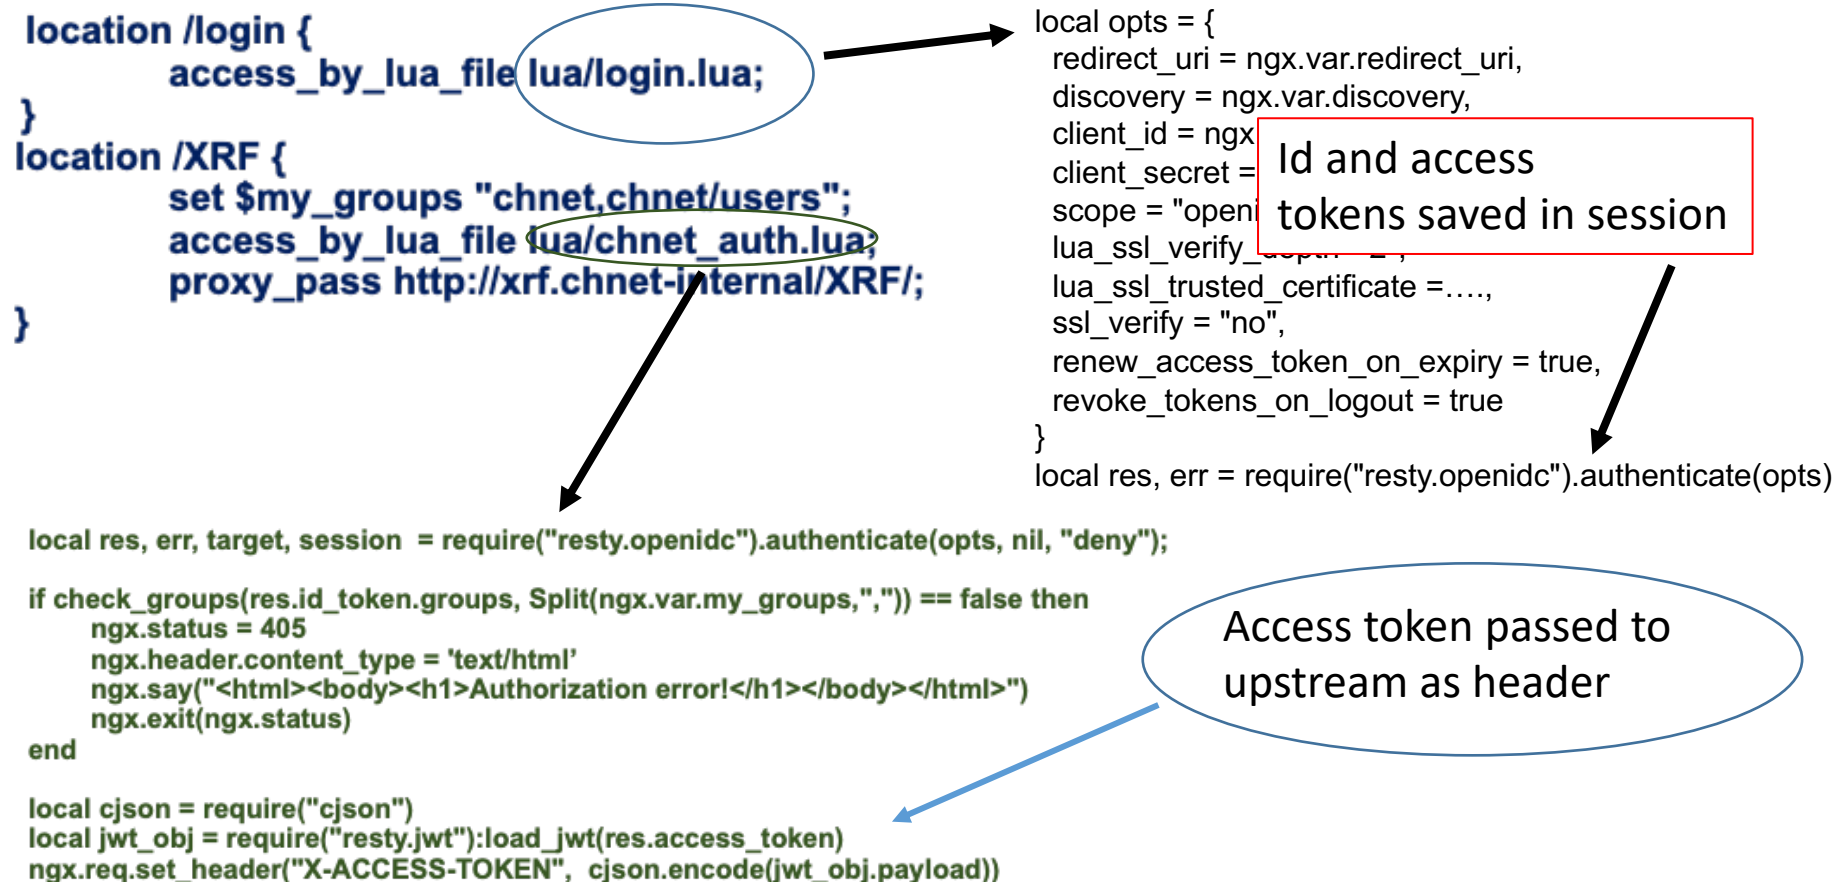 location /login {
access_by_lua_file lua/login.lua;
}
location /XRF {
set $my_groups "chnet,chnet/users";
access_by_lua_file lua/chnet_auth.lua;
proxy_pass http://xrf.chnet-internal/XRF/;
}
local opts = {
redirect_uri = ngx.var.redirect_uri,
discovery = ngx.var.discovery,
client_id = ngx
client_secret =
scope = "openi
lua_ssl_verify_
lua_ssl_trusted_certificate =....,
ssl_verify = "no",
renew_access_token_on_expiry = true,
revoke_tokens_on_logout = true
}
local res, err = require("resty.openidc").authenticate(opts)
Id and access
tokens saved in session
local res, err, target, session = require("resty.openidc").authenticate(opts, nil, "deny");
if check_groups(res.id_token.groups, Split(ngx.var.my_groups,",")) == false then
ngx.status = 405
ngx.header.content_type = 'text/html’
ngx.say("<html><body><h1>Authorization error!</h1></body></html>")
ngx.exit(ngx.status)
end
local cjson = require("cjson")
local jwt_obj = require("resty.jwt"):load_jwt(res.access_token)
ngx.req.set_header("X-ACCESS-TOKEN", cjson.encode(jwt_obj.payload))
Access token passed to
upstream as header